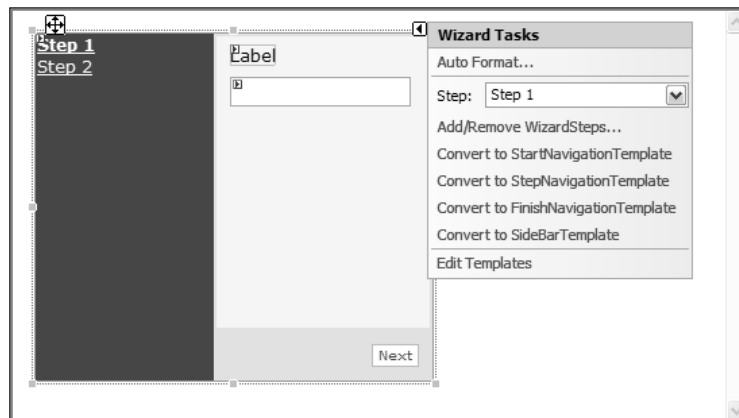 Step 1
Step 2
Label
Next
Wizard Tasks
Auto Format...
Step: Step 1
Add/Remove WizardSteps...
Convert to StartNavigationTemplate
Convert to StepNavigationTemplate
Convert to FinishNavigationTemplate
Convert to SideBarTemplate
Edit Templates